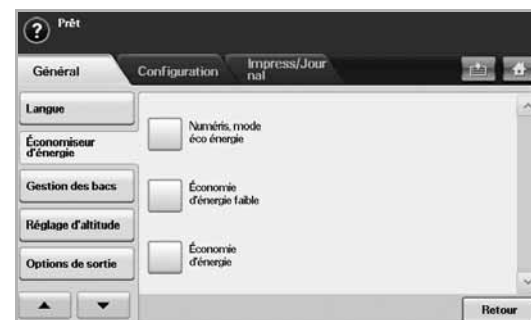 Prêt
Général
Configuration
Impress/Jour
nal
Langue
Économiseur
d'énergie
Gestion des bacs
Réglage d'altitude
Options de sortie
Numéris, mode
éco énergie
Économie
d'énergie faible
Économie
d'énergie
Retour